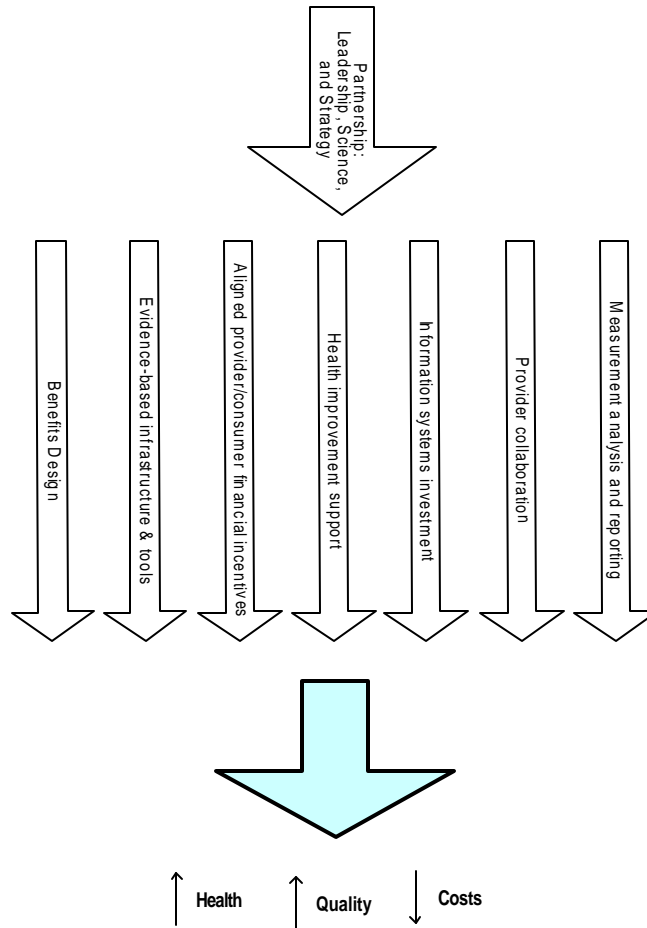 Partnership:
Leadership, Science,
and Strategy
Benefits Design
Evidence-based infrastructure & tools
Aligned provider/consumer financial incentives
Health improvement support
Information systems investment
Provider collaboration
Measurement analysis and reporting
Health
Quality
Costs